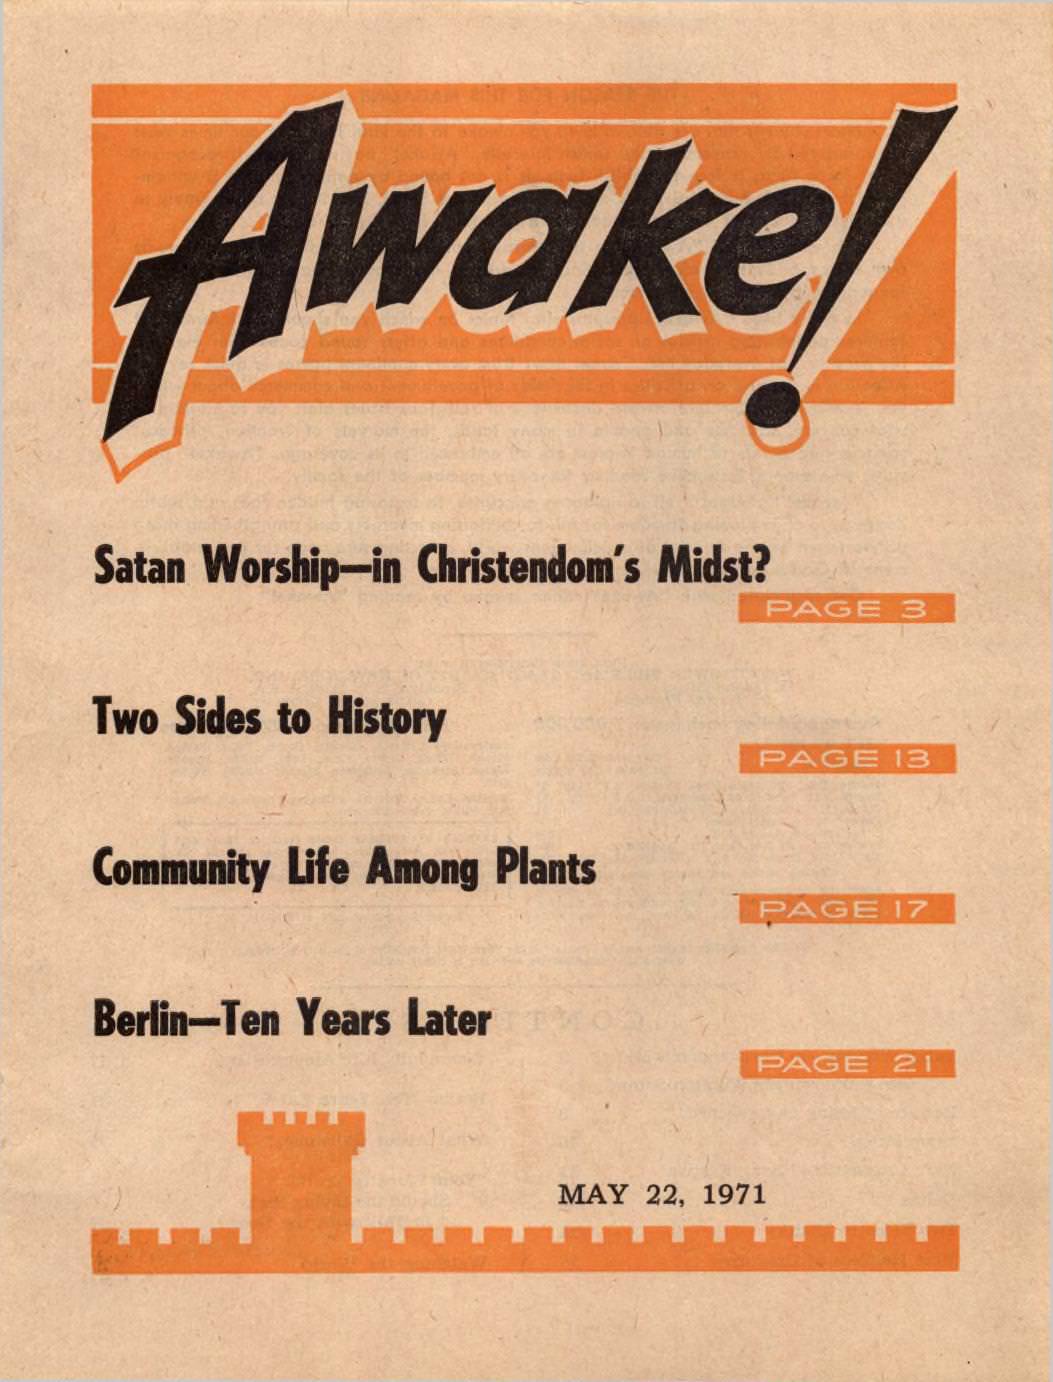 Awake!
Satan Worship—in Christendom's Midst?
PAGE 3
Two Sides to History
PAGE 13
Community Life Among Plants
PAGE 17
Berlin—Ten Years Later
PAGE 21
MAY 22, 1971